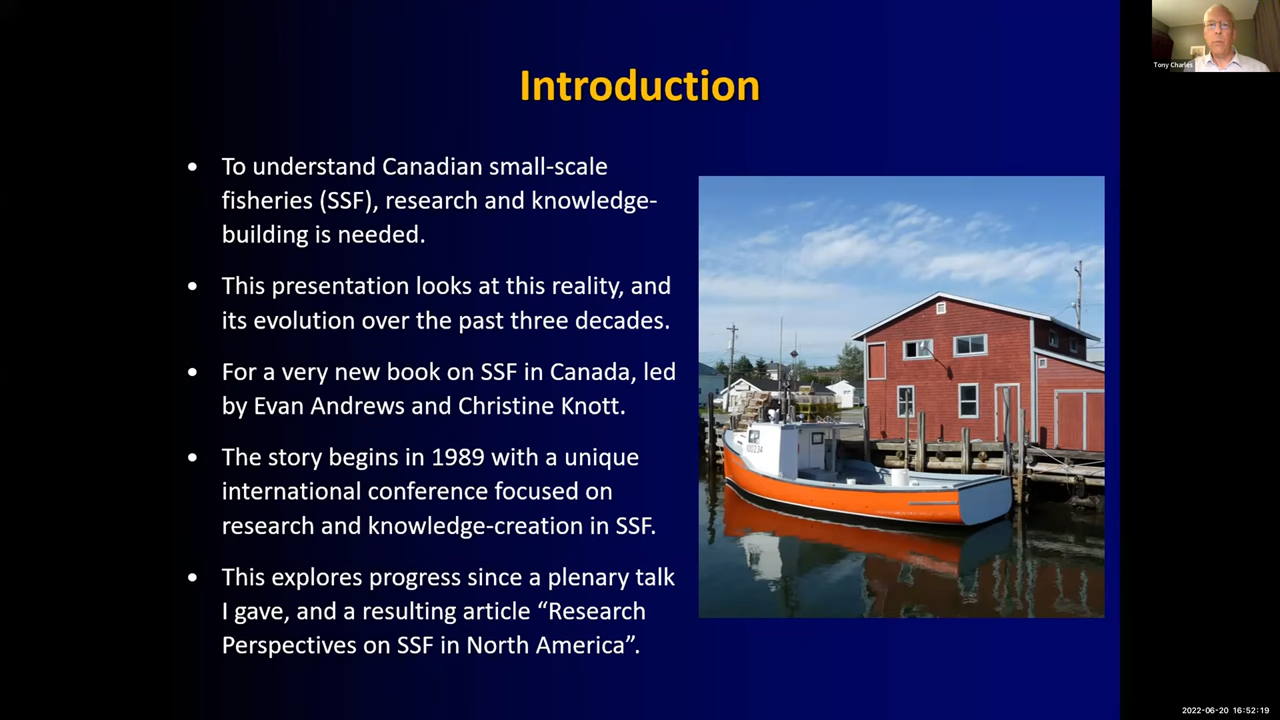 Introduction
• To understand Canadian small-scale
fisheries (SSF), research and knowledge-
building is needed.
• This presentation looks at this reality, and
its evolution over the past three decades.
• For a very new book on SSF in Canada, led
by Evan Andrews and Christine Knott.
• The story begins in 1989 with a unique
international conference focused on
research and knowledge-creation in SSF.
• This explores progress since a plenary talk
I gave, and a resulting article “Research
Perspectives on SSF in North America”.
Tony Charles
2022-06-20 16:52:19